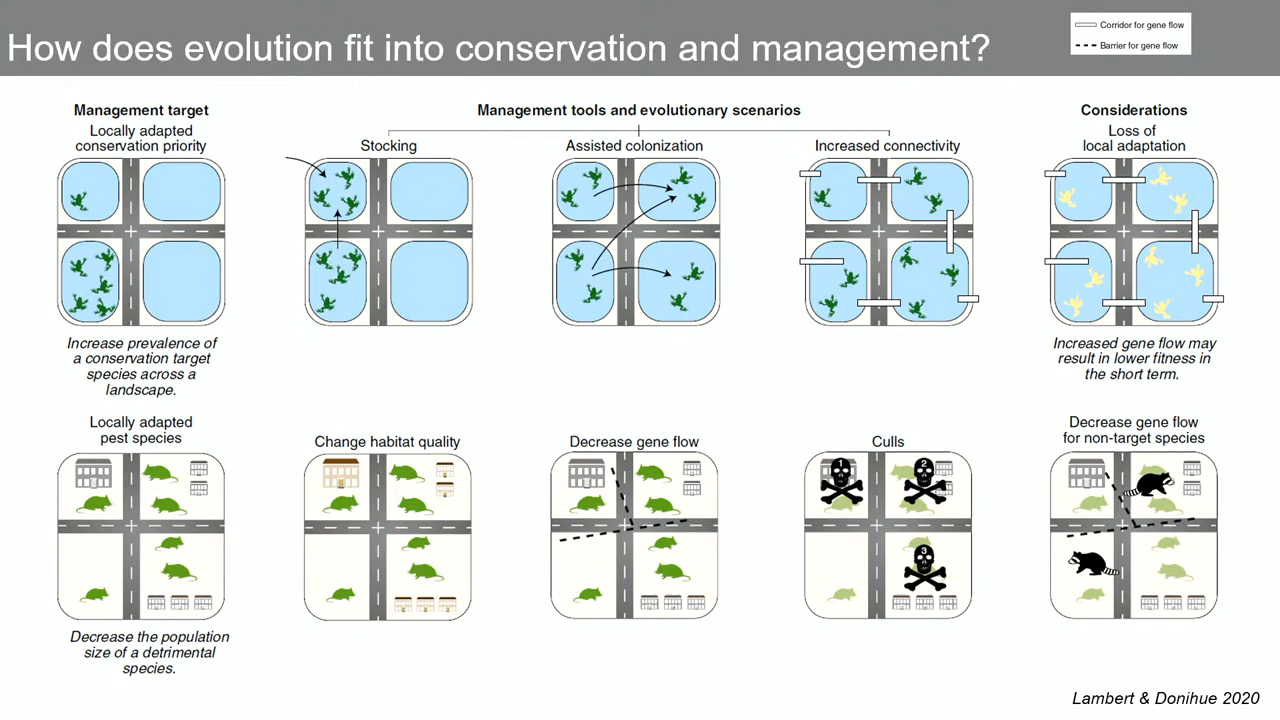 How does evolution fit into conservation and management?
Corridor for gene flow
Barrier for gene flow
Management target
Management tools and evolutionary scenarios
Considerations
Locally adapted
conservation priority
Stocking
Assisted colonization
Increased connectivity
Loss of
local adaptation
Increase prevalence of
a conservation target
species across a
landscape.
Increased gene flow may
result in lower fitness in
the short term.
Locally adapted
pest species
Change habitat quality
Decrease gene flow
Culls
Decrease gene flow
for non-target species
1
2
3
Decrease the population
size of a detrimental
species.
Lambert & Donihue 2020